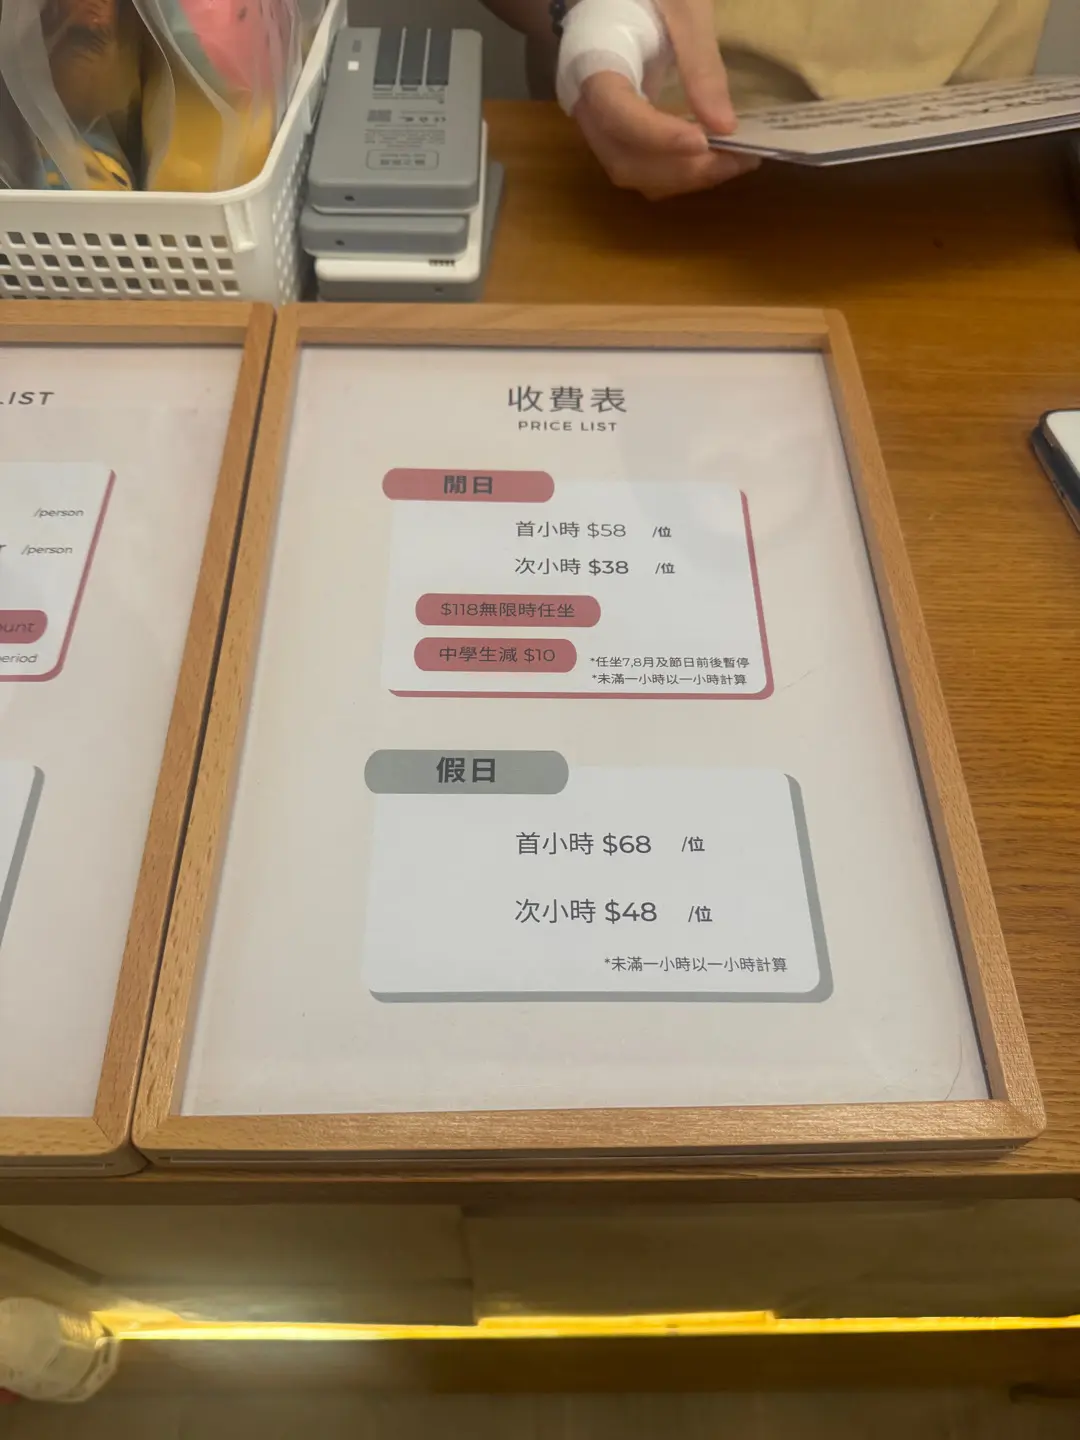 LIST
/person
/person
ount
eriod
收費表
PRICE LIST
閒日
首小時 $58 /位
次小時 $38 /位
$118無限時任坐
中學生減 $10
*任坐7,8月及節日前後暫停
*未滿一小時以一小時計算
假日
首小時 $68 /位
次小時 $48 /位
*未滿一小時以一小時計算